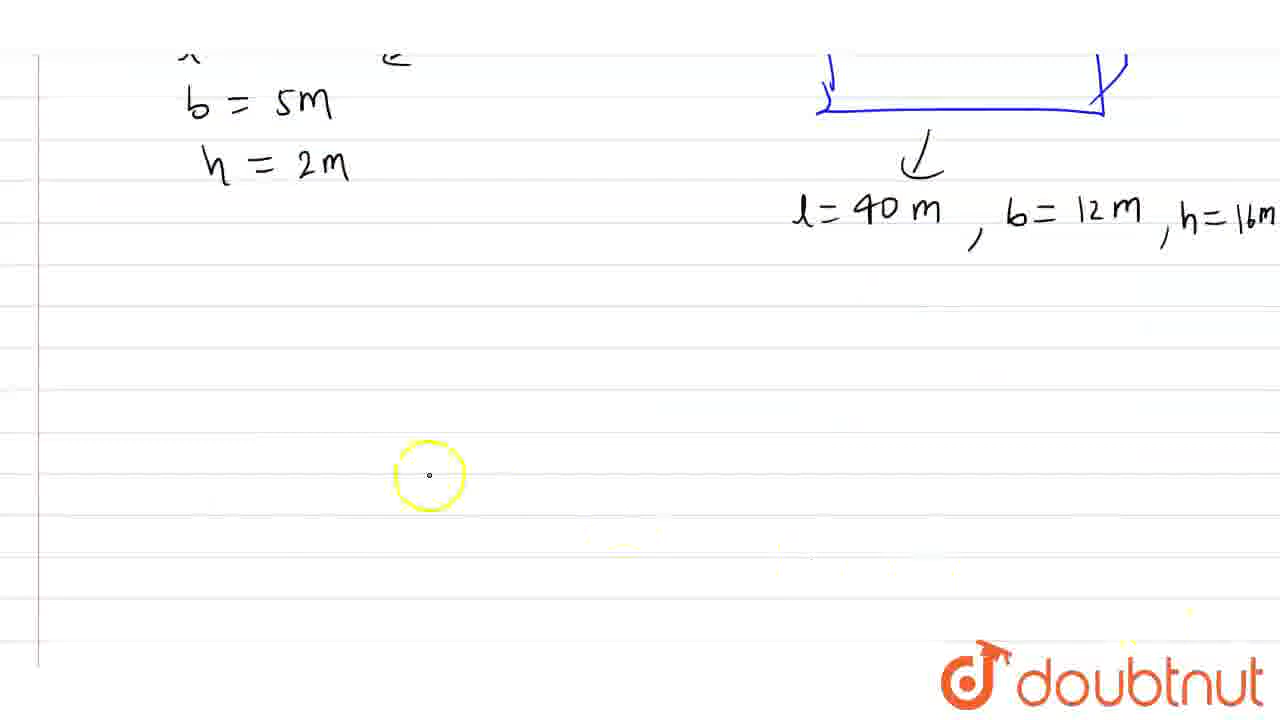 b = 5m
h = 2m
l = 40 m , b = 12 m , h = 16m
doubtnut